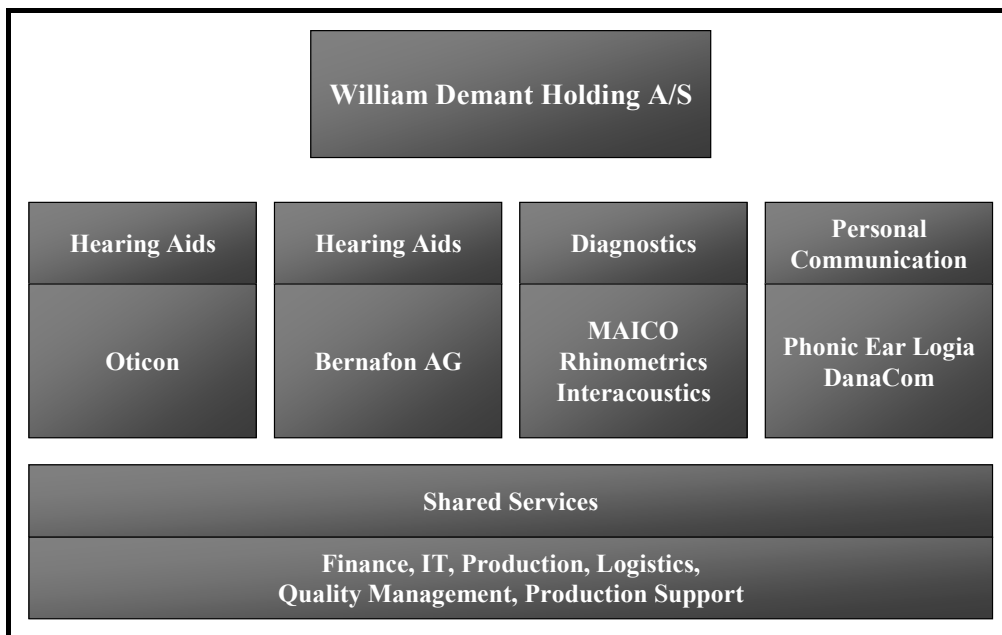 William Demant Holding A/S
Hearing Aids
Oticon
Hearing Aids
Bernafon AG
Diagnostics
MAICO
Rhinometrics
Interacoustics
Personal
Communication
Phonic Ear Logia
DanaCom
Shared Services
Finance, IT, Production, Logistics,
Quality Management, Production Support